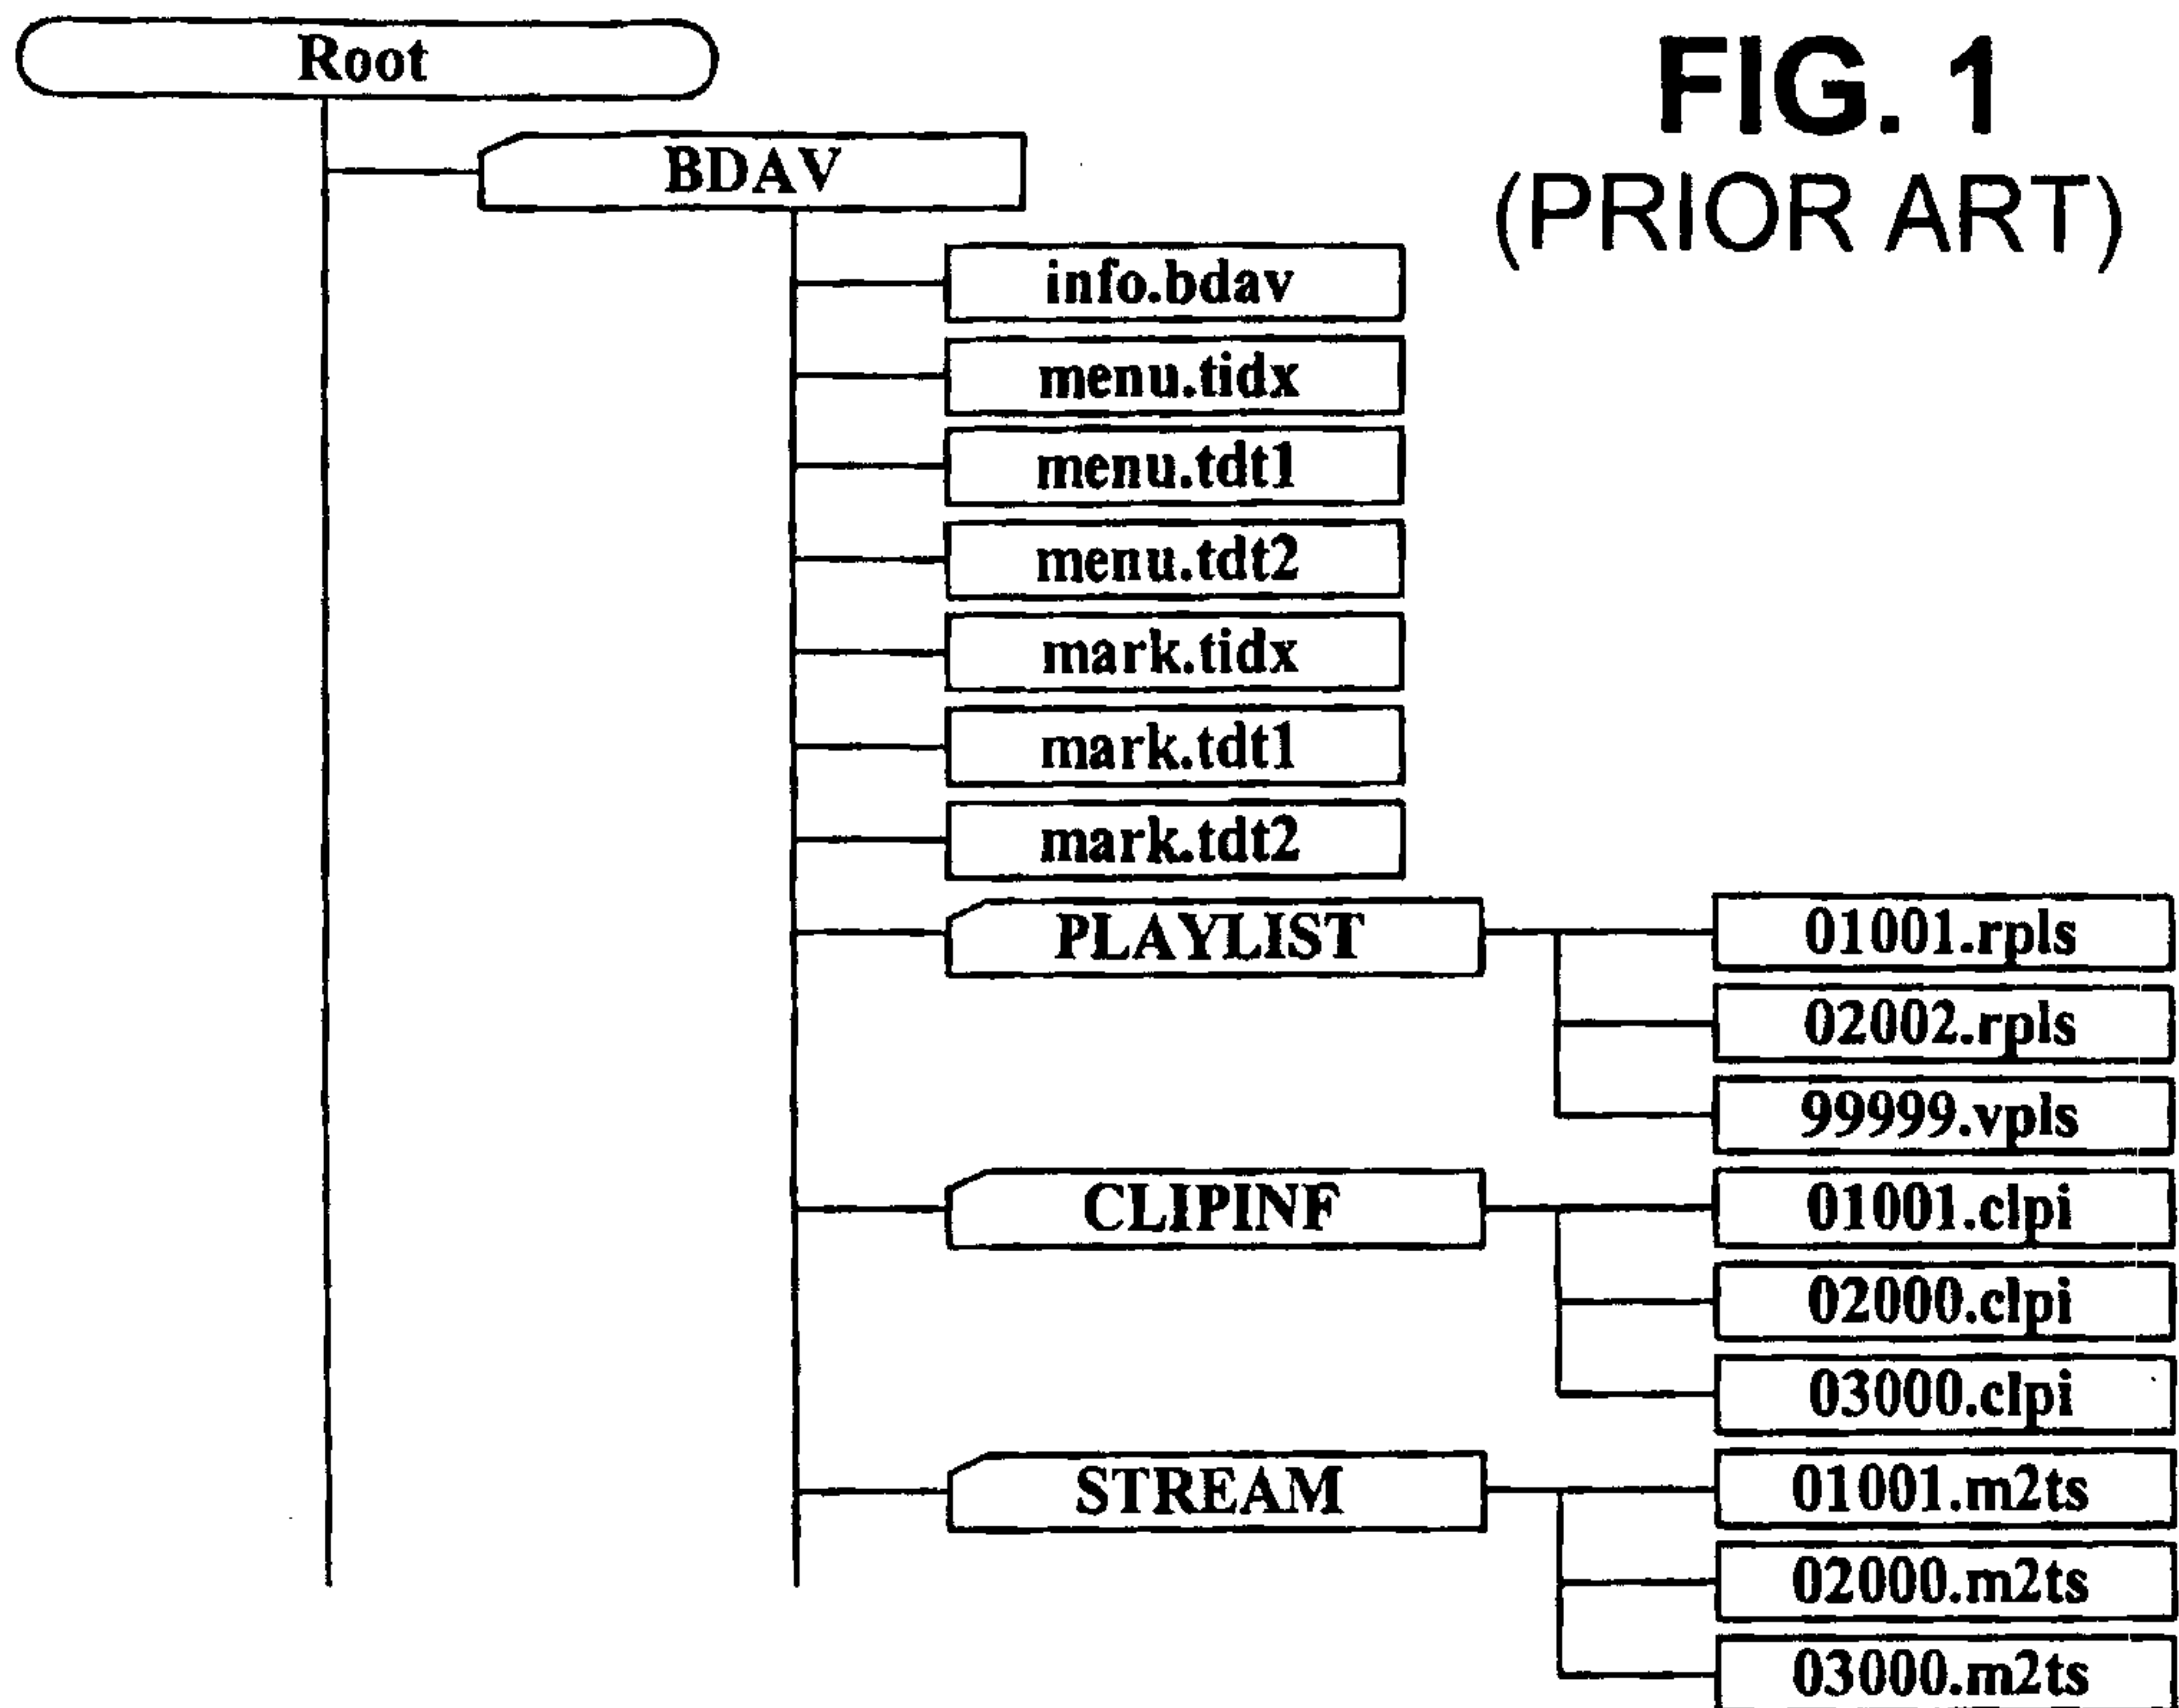 FIG. 1
(PRIOR ART)
Root
BDAV
info.bdav
menu.tidx
menu.tdt1
menu.tdt2
mark.tidx
mark.tdt1
mark.tdt2
PLAYLIST
01001.rpls
02002.rpls
99999.vpls
CLIPINF
01001.clpi
02000.clpi
03000.clpi
STREAM
01001.m2ts
02000.m2ts
03000.m2ts